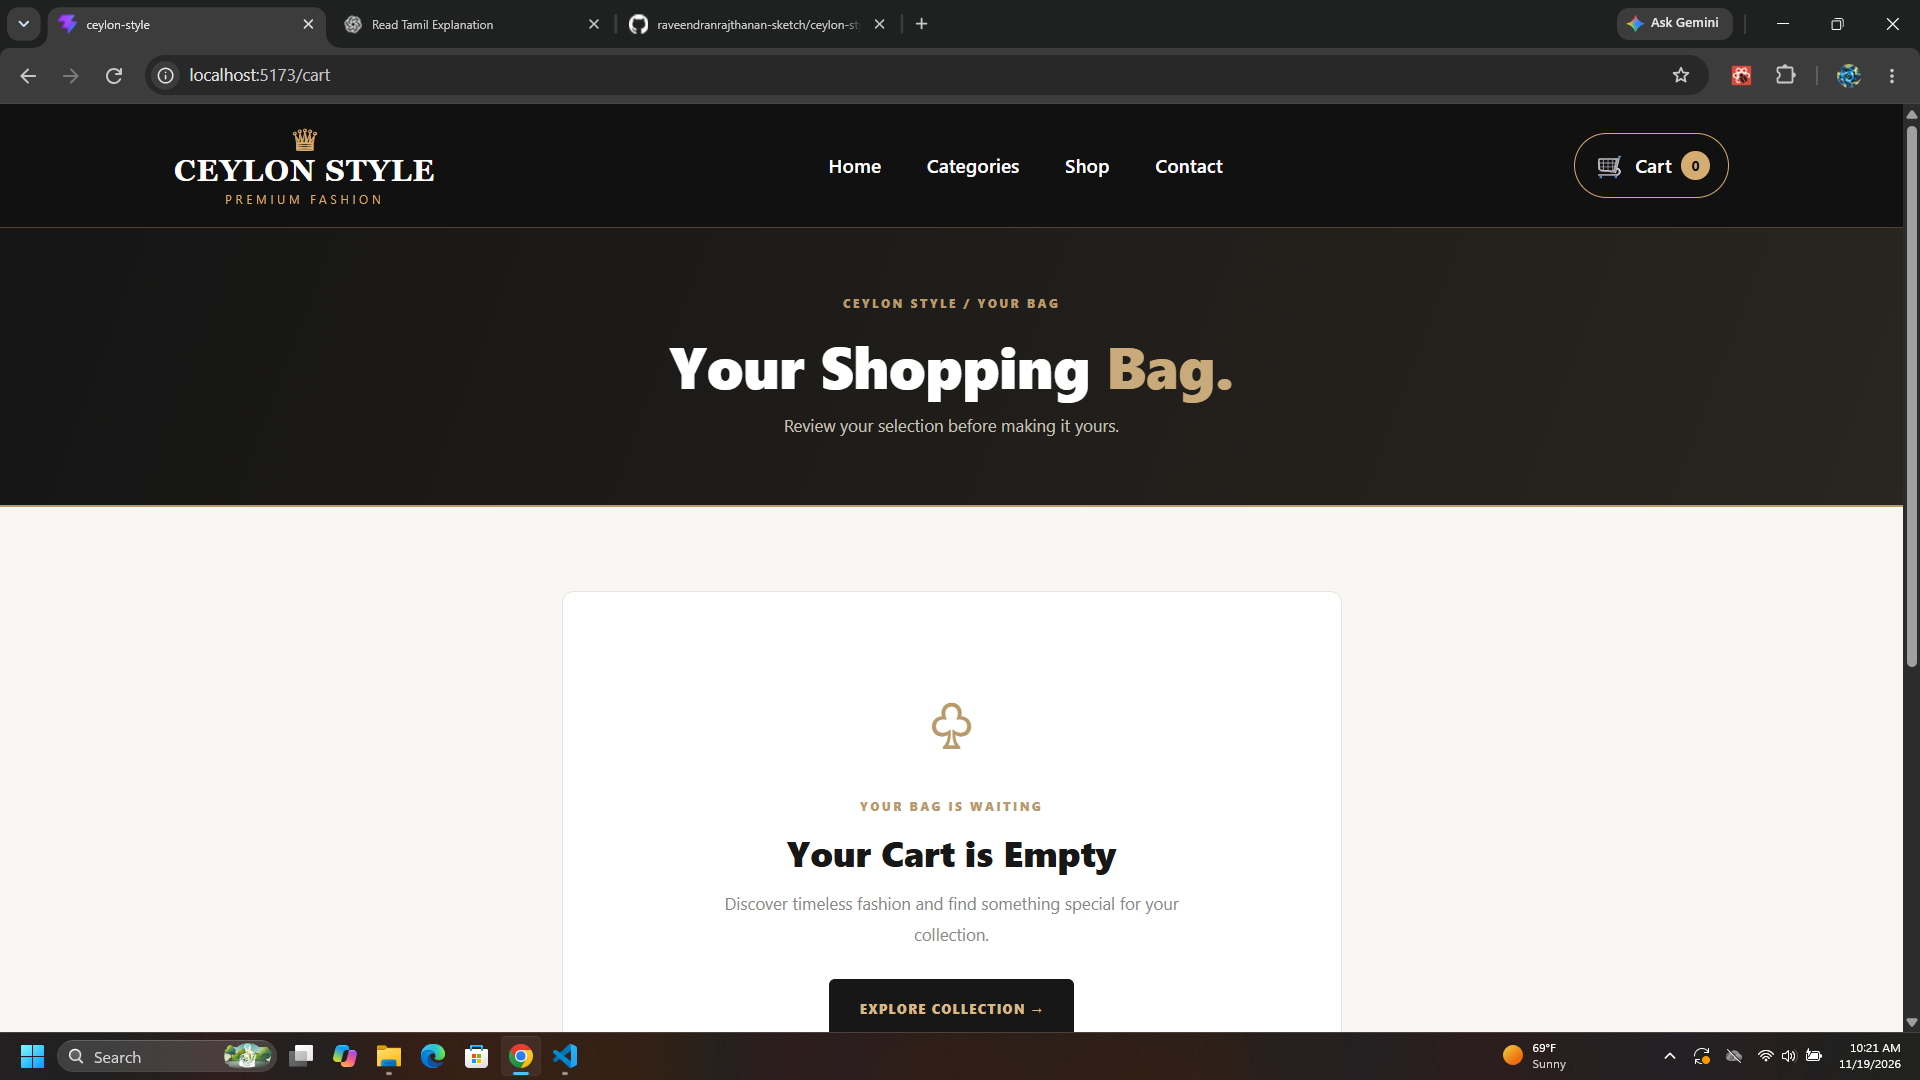 ceylon-style
Read Tamil Explanation
raveendranrajthanan-sketch/ceylon-st
Ask Gemini
localhost:5173/cart
CEYLON STYLE
PREMIUM FASHION
Home
Categories
Shop
Contact
Cart 0
CEYLON STYLE / YOUR BAG
Your Shopping Bag.
Review your selection before making it yours.
YOUR BAG IS WAITING
Your Cart is Empty
Discover timeless fashion and find something special for your
collection.
EXPLORE COLLECTION →
Search
69°F
Sunny
10:21 AM
11/19/2026